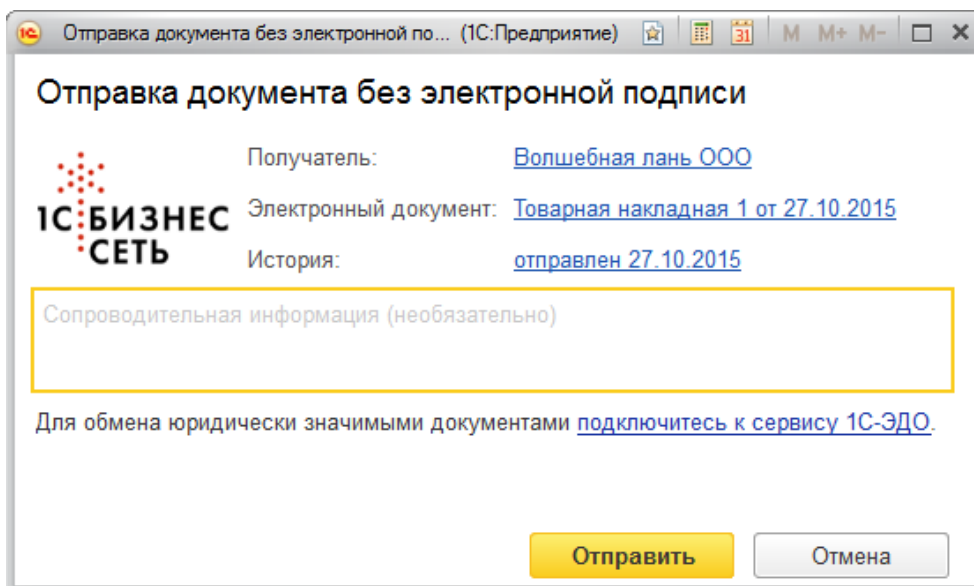 1С Отправка документа без электронной по... (1С:Предприятие) 31 M M+ M-
Отправка документа без электронной подписи
Получатель: Волшебная лань ООО
1С:БИЗНЕС СЕТЬ
Электронный документ: Товарная накладная 1 от 27.10.2015
История: отправлен 27.10.2015
Сопроводительная информация (необязательно)
Для обмена юридически значимыми документами подключитесь к сервису 1С-ЭДО.
Отправить Отмена